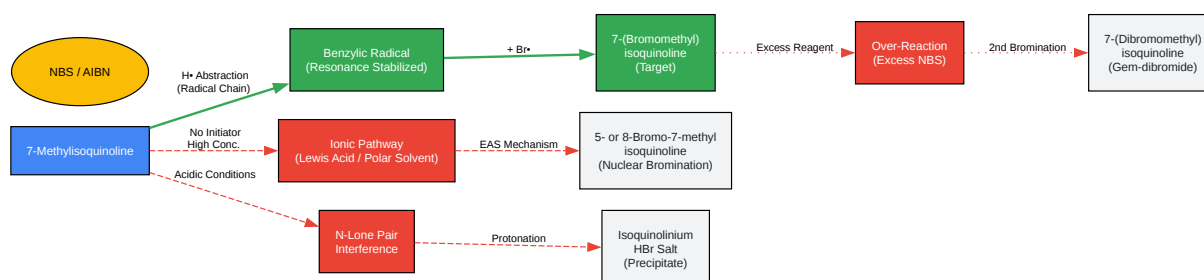 NBS / AIBN
7-Methylisoquinoline
H• Abstraction
(Radical Chain)
Benzylic Radical
(Resonance Stabilized)
+ Br•
7-(Bromomethyl)
isoquinoline
(Target)
Excess Reagent
Over-Reaction
(Excess NBS)
2nd Bromination
7-(Dibromomethyl)
isoquinoline
(Gem-dibromide)
No Initiator
High Conc.
Ionic Pathway
(Lewis Acid / Polar Solvent)
EAS Mechanism
5- or 8-Bromo-7-methyl
isoquinoline
(Nuclear Bromination)
Acidic Conditions
N-Lone Pair
Interference
Protonation
Isoquinolinium
HBr Salt
(Precipitate)